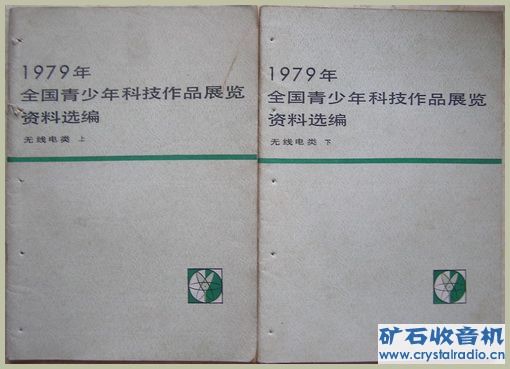 1979年
全国青少年科技作品展览
资料选编
无线电类 上
1979年
全国青少年科技作品展览
资料选编
无线电类 下
矿石收音机
www.crystalradio.cn